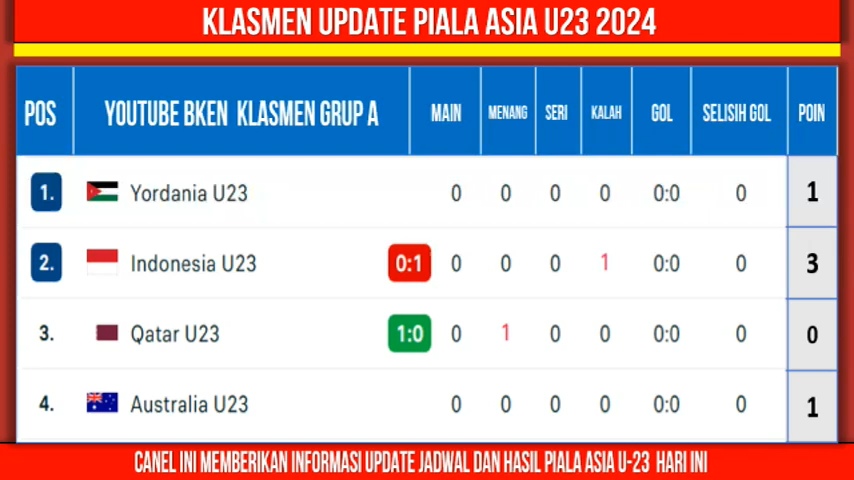 KLASMEN UPDATE PIALA ASIA U23 2024
POS YOUTUBE BKEN KLASMEN GRUP A MAIN MENANG SERI KALAH GOL SELISIH GOL POIN
1. Yordania U23 0 0 0 0 0:0 0 1
2. Indonesia U23 0:1 0 0 0 1 0:0 0 3
3. Qatar U23 1:0 0 1 0 0 0:0 0 0
4. Australia U23 0 0 0 0 0:0 0 1
CANEL INI MEMBERIKAN INFORMASI UPDATE JADWAL DAN HASIL PIALA ASIA U-23 HARI INI